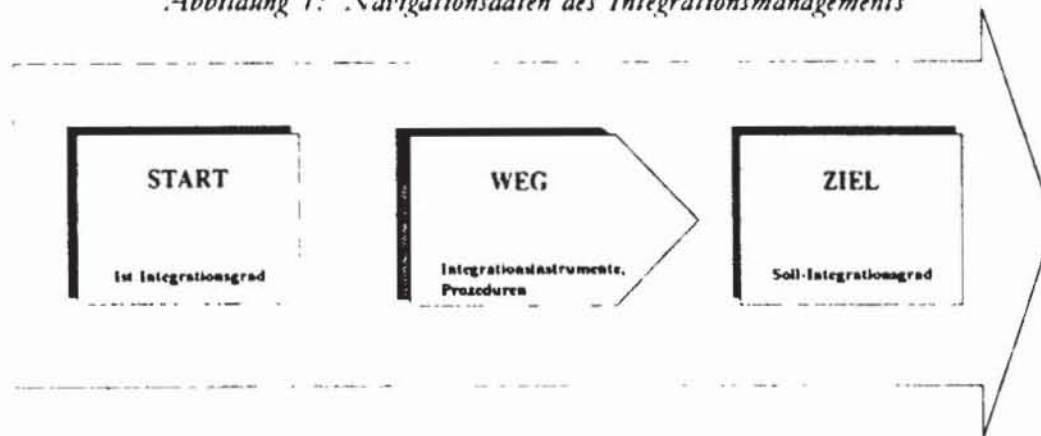 Abbildung 1: Navigationsdaten des Integrationsmanagements
START
Ist-Integrationsgrad
WEG
Integrationsinstrumente,
Prozeduren
ZIEL
Soll-Integrationsgrad